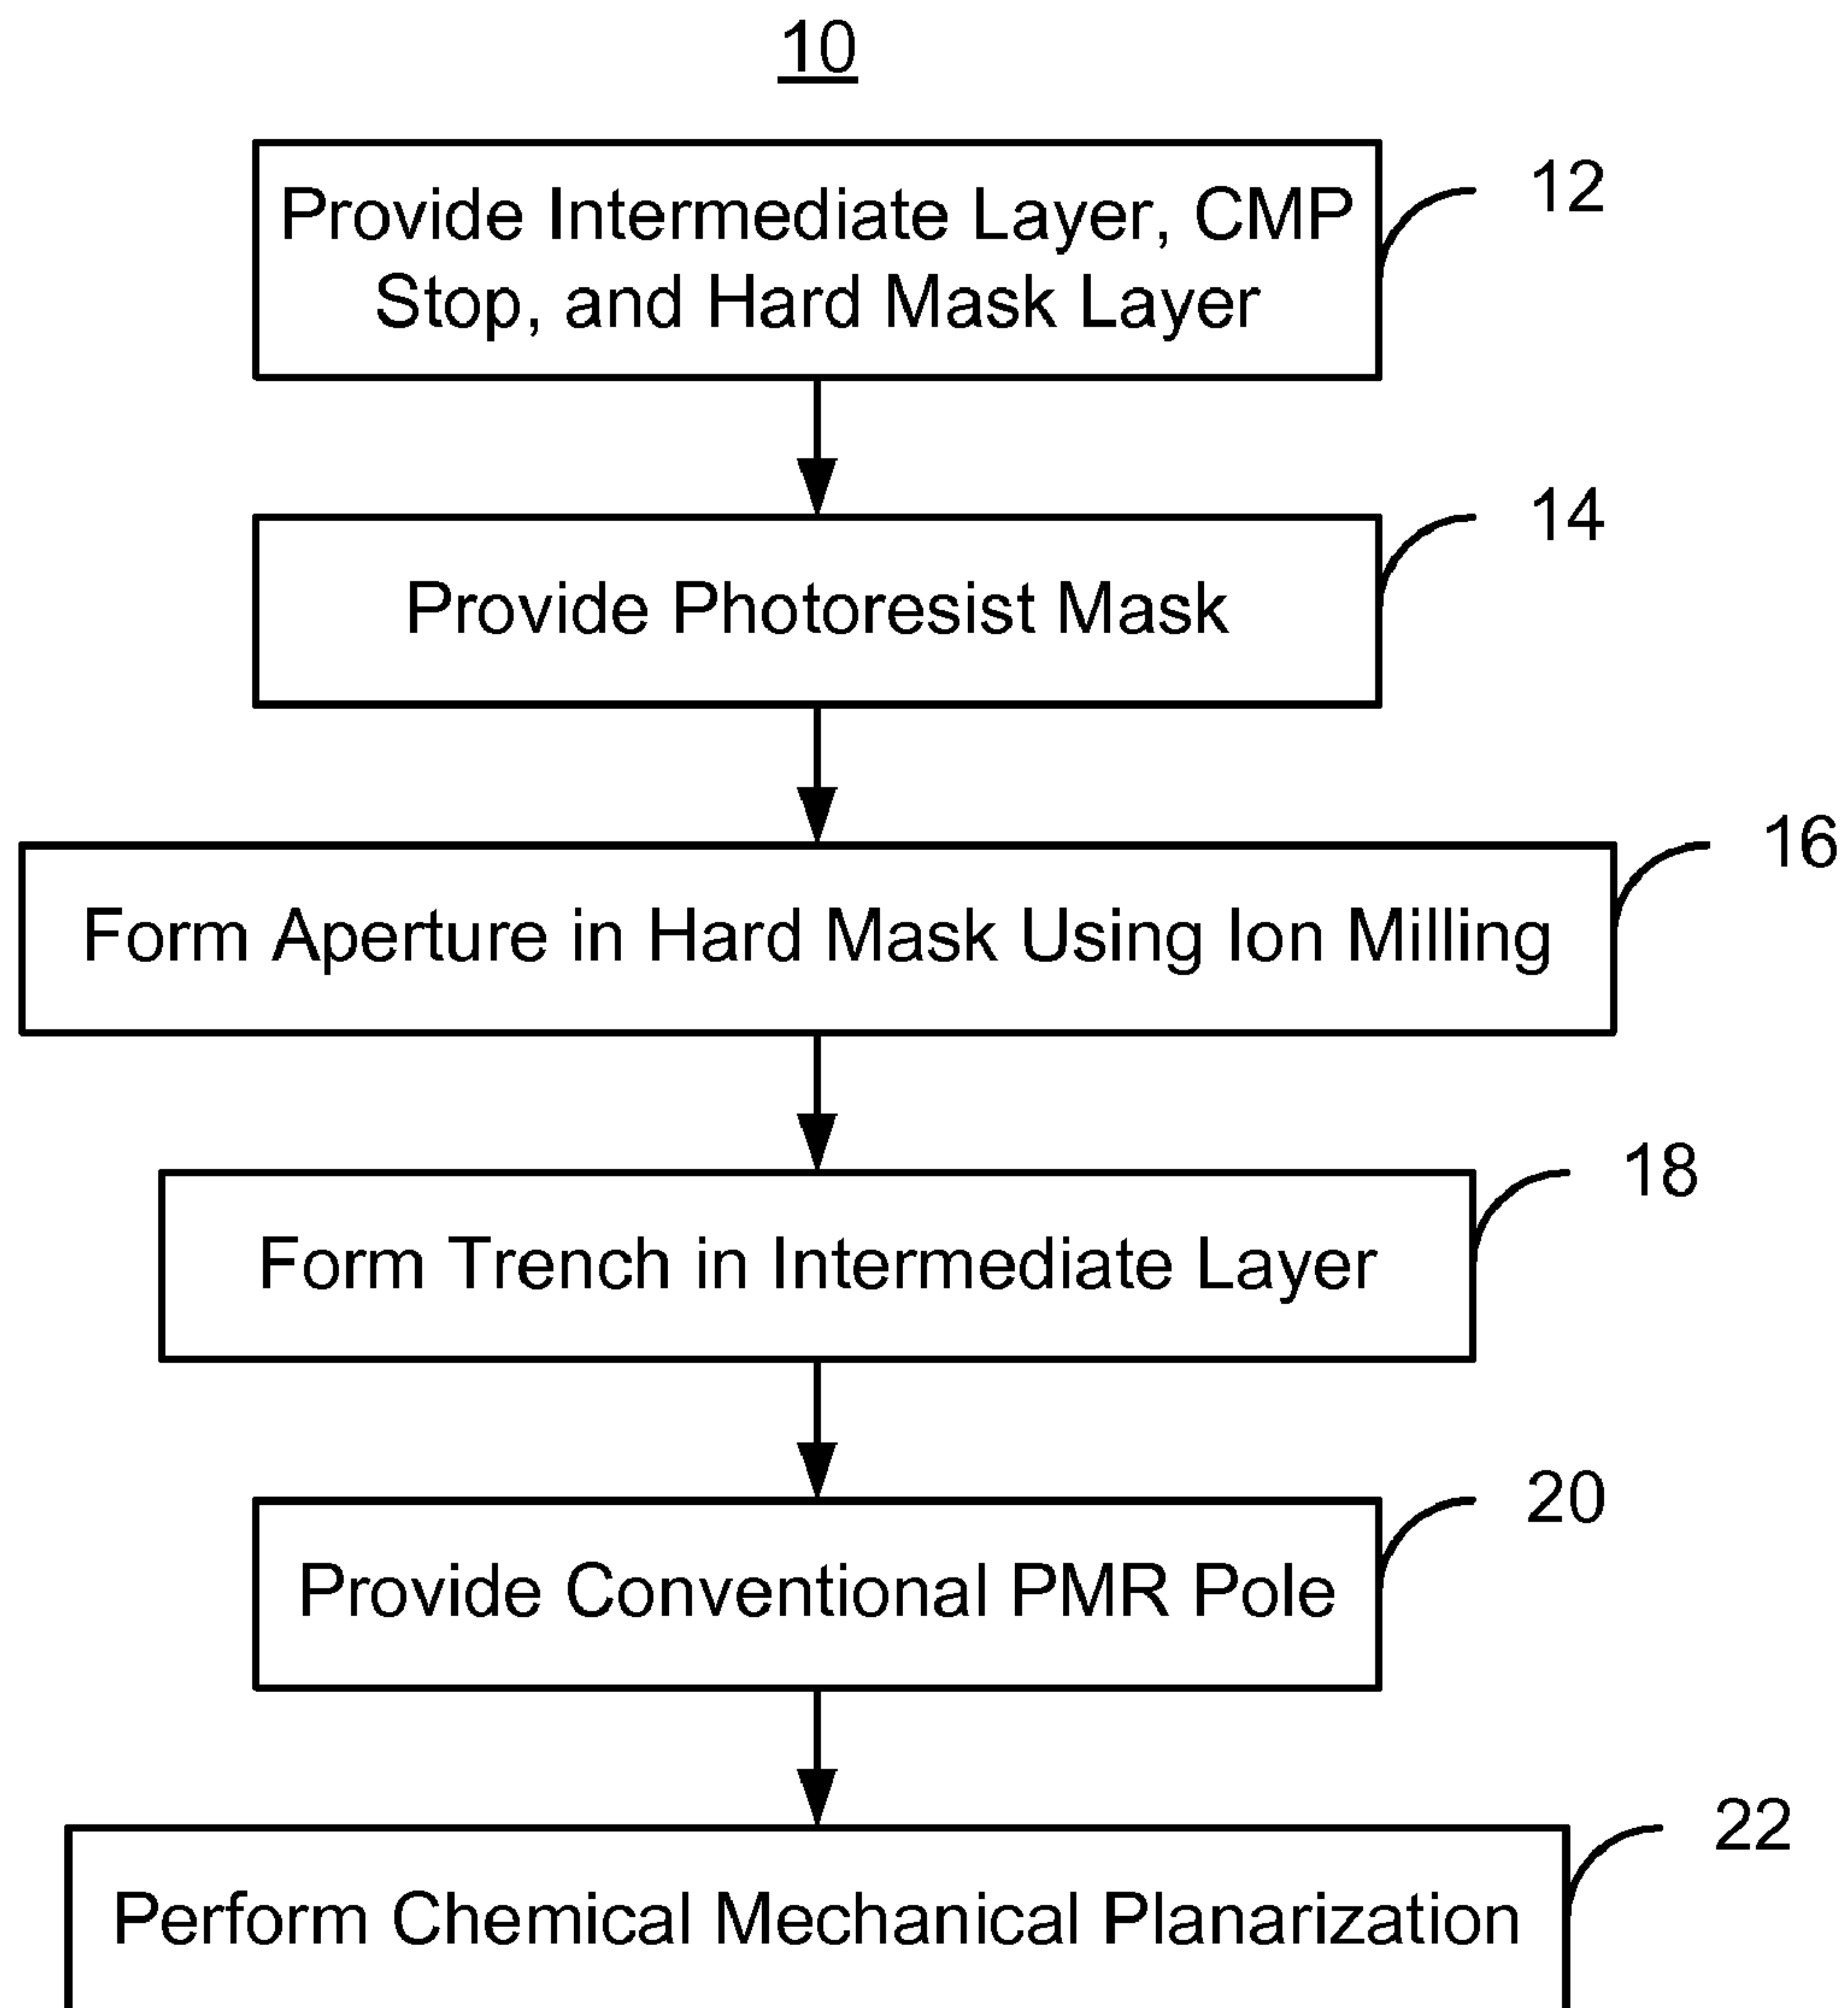 10
Provide Intermediate Layer, CMP
Stop, and Hard Mask Layer
12
Provide Photoresist Mask
14
Form Aperture in Hard Mask Using Ion Milling
16
Form Trench in Intermediate Layer
18
Provide Conventional PMR Pole
20
Perform Chemical Mechanical Planarization
22